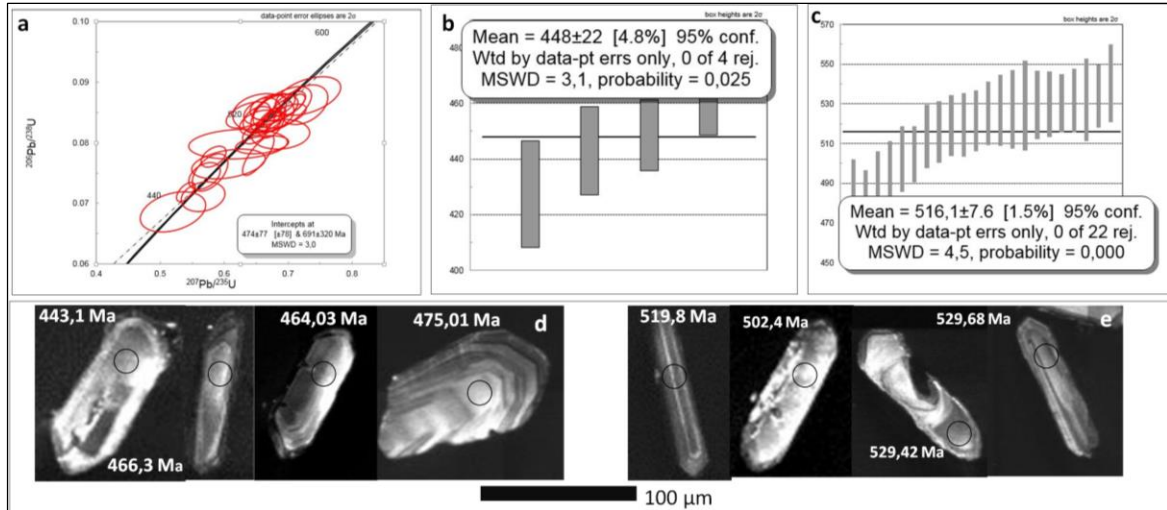 a
data-point error ellipses are 2σ
0.10
600
0.09
520
0.08
440
0.07
0.06
0.4
0.5
0.6
0.7
0.8
²⁰⁶Pb/²³⁸U
²⁰⁷Pb/²³⁵U
Intercepts at
474±77 [±78] & 691±320 Ma
MSWD = 3,0
b
box heights are 2σ
480
Mean = 448±22 [4.8%] 95% conf.
Wtd by data-pt errs only, 0 of 4 rej.
MSWD = 3,1, probability = 0,025
460
440
420
400
c
box heights are 2σ
570
550
530
510
490
Mean = 516,1±7.6 [1.5%] 95% conf.
Wtd by data-pt errs only, 0 of 22 rej.
MSWD = 4,5, probability = 0,000
450
443,1 Ma
466,3 Ma
464,03 Ma
475,01 Ma
d
519,8 Ma
502,4 Ma
529,42 Ma
529,68 Ma
e
100 µm